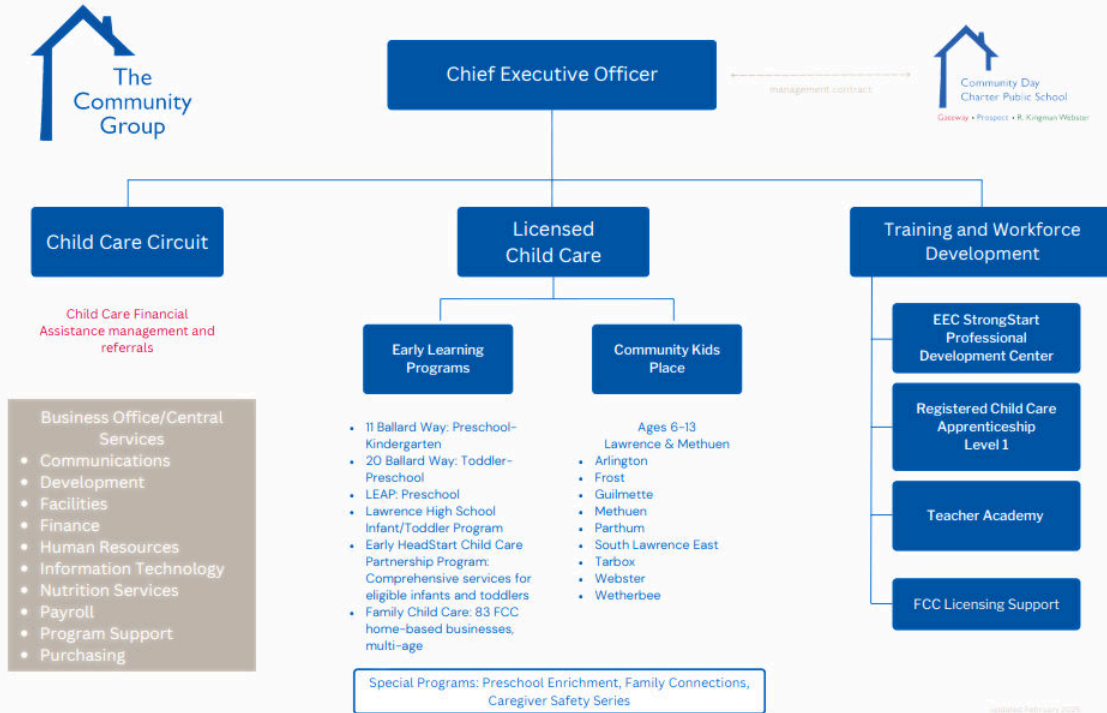 The
Community
Group
Chief Executive Officer
management contract
Community Day
Charter Public School
Gateway • Prospect • R. Kingman Webster
Child Care Circuit
Child Care Financial
Assistance management and
referrals
Business Office/Central
Services
• Communications
• Development
• Facilities
• Finance
• Human Resources
• Information Technology
• Nutrition Services
• Payroll
• Program Support
• Purchasing
Licensed
Child Care
Early Learning
Programs
• 11 Ballard Way: Preschool-
Kindergarten
• 20 Ballard Way: Toddler-
Preschool
• LEAP: Preschool
• Lawrence High School
Infant/Toddler Program
• Early HeadStart Child Care
Partnership Program:
Comprehensive services for
eligible infants and toddlers
• Family Child Care: 83 FCC
home-based businesses,
multi-age
Community Kids
Place
Ages 6-13
Lawrence & Methuen
• Arlington
• Frost
• Guilmette
• Methuen
• Parthum
• South Lawrence East
• Tarbox
• Webster
• Wetherbee
Special Programs: Preschool Enrichment, Family Connections,
Caregiver Safety Series
Training and Workforce
Development
EEC StrongStart
Professional
Development Center
Registered Child Care
Apprenticeship
Level 1
Teacher Academy
FCC Licensing Support
updated February 2025